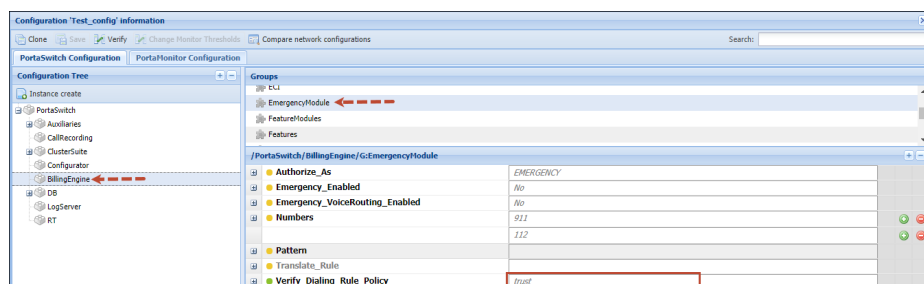 Configuration 'Test_config' information
Clone Save Verify Change Monitor Thresholds Compare network configurations Search:
PortaSwitch Configuration PortaMonitor Configuration
Configuration Tree
Instance create
PortaSwitch
Auxiliaries
CallRecording
ClusterSuite
Configurator
BillingEngine
DB
LogServer
RT
Groups
ECI
EmergencyModule
FeatureModules
Features
/PortaSwitch/BillingEngine/G:EmergencyModule
Authorize_As EMERGENCY
Emergency_Enabled No
Emergency_VoiceRouting_Enabled No
Numbers 911
112
Pattern
Translate_Rule
Verify_Dialing_Rule_Policy trust